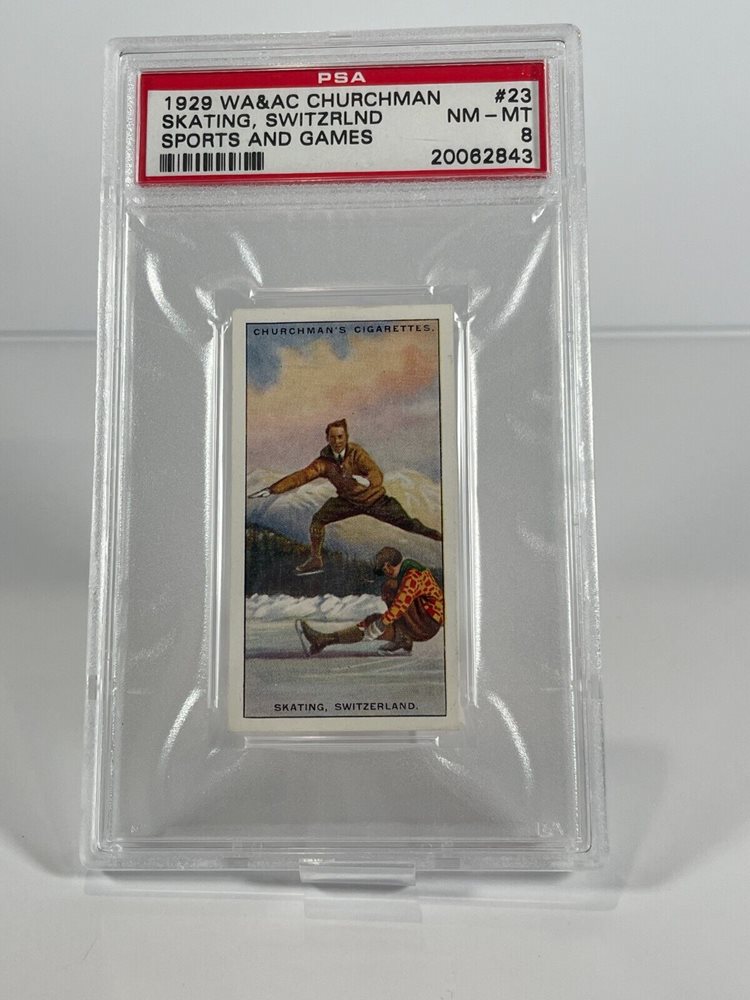 PSA
1929 WA&AC CHURCHMAN #23
SKATING, SWITZRLND NM - MT
SPORTS AND GAMES 8
20062843
CHURCHMAN'S CIGARETTES.
SKATING, SWITZERLAND.